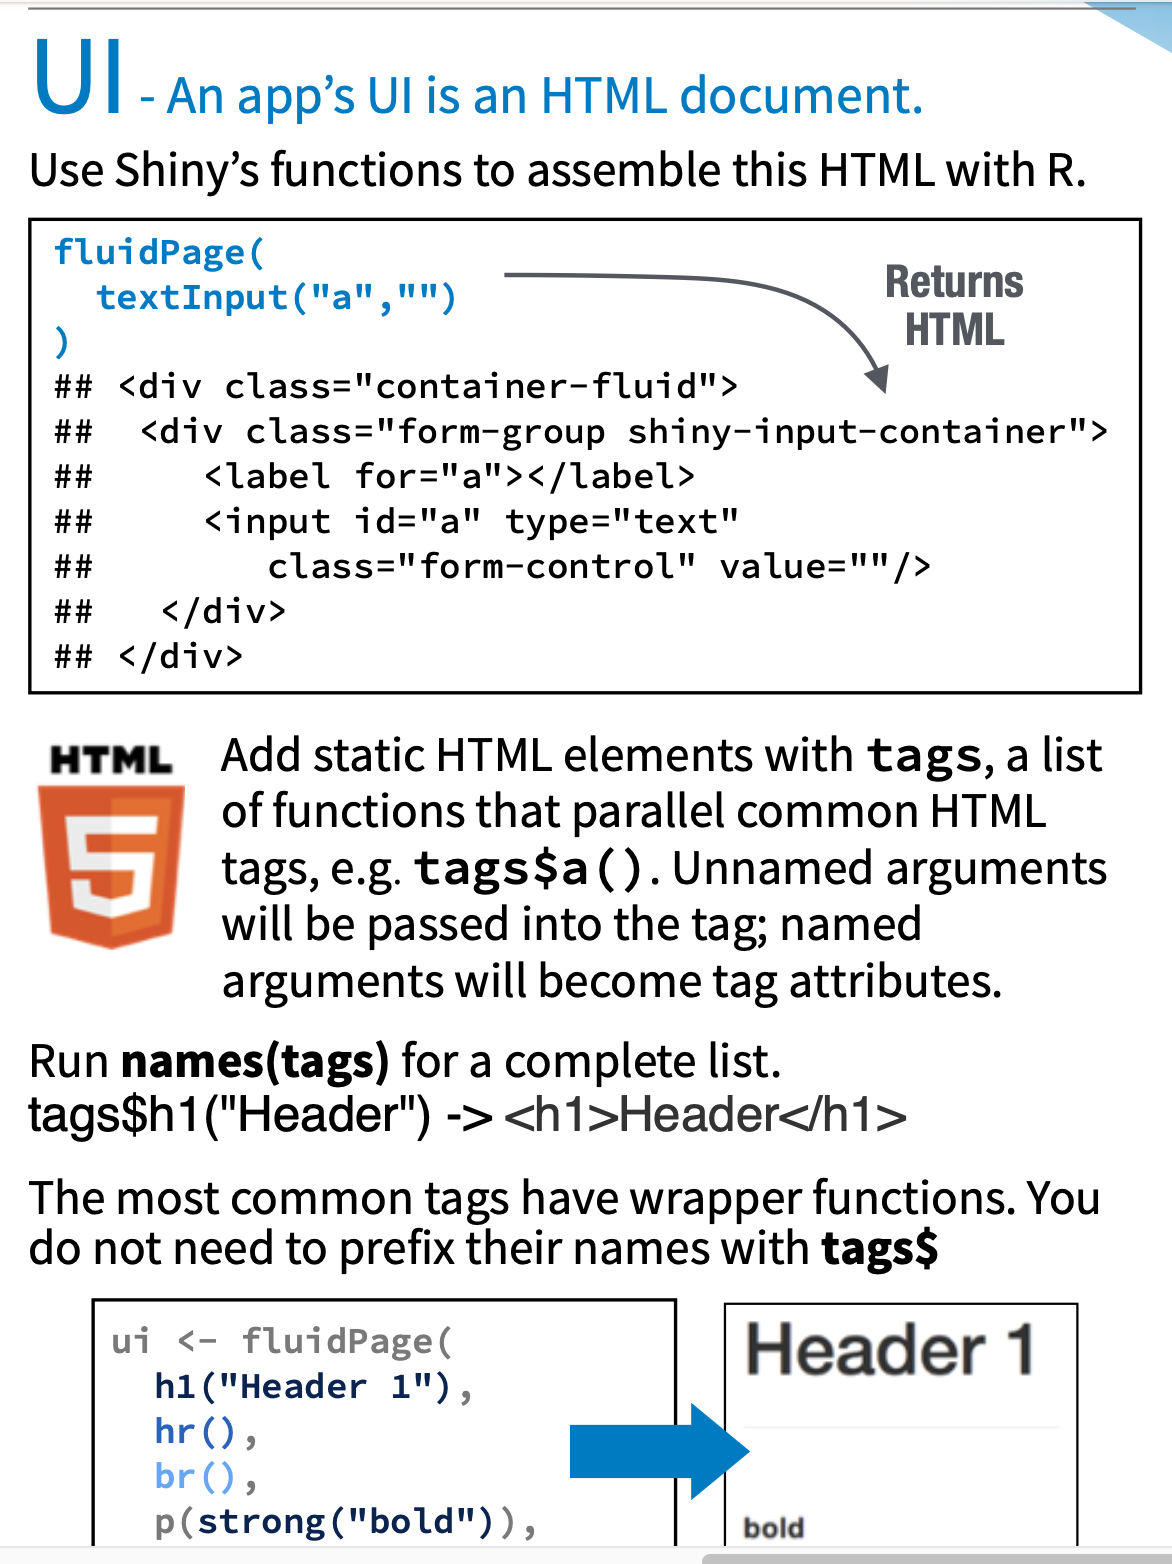 UI - An app’s UI is an HTML document.
Use Shiny’s functions to assemble this HTML with R.
fluidPage(
  textInput("a","")
)
Returns
HTML
## <div class="container-fluid">
##  <div class="form-group shiny-input-container">
##     <label for="a"></label>
##     <input id="a" type="text"
##        class="form-control" value=""/>
##   </div>
## </div>
HTML
5
Add static HTML elements with tags, a list
of functions that parallel common HTML
tags, e.g. tags$a(). Unnamed arguments
will be passed into the tag; named
arguments will become tag attributes.
Run names(tags) for a complete list.
tags$h1("Header") -> <h1>Header</h1>
The most common tags have wrapper functions. You
do not need to prefix their names with tags$
ui <- fluidPage(
  h1("Header 1"),
  hr(),
  br(),
  p(strong("bold")),
Header 1
bold